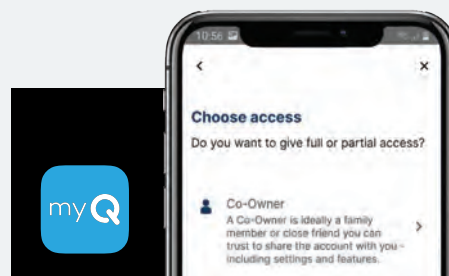 10:56
Choose access
Do you want to give full or partial access?
Co-Owner
A Co-Owner is ideally a family
member or close friend you can
trust to share the account with you -
including settings and features.
myQ